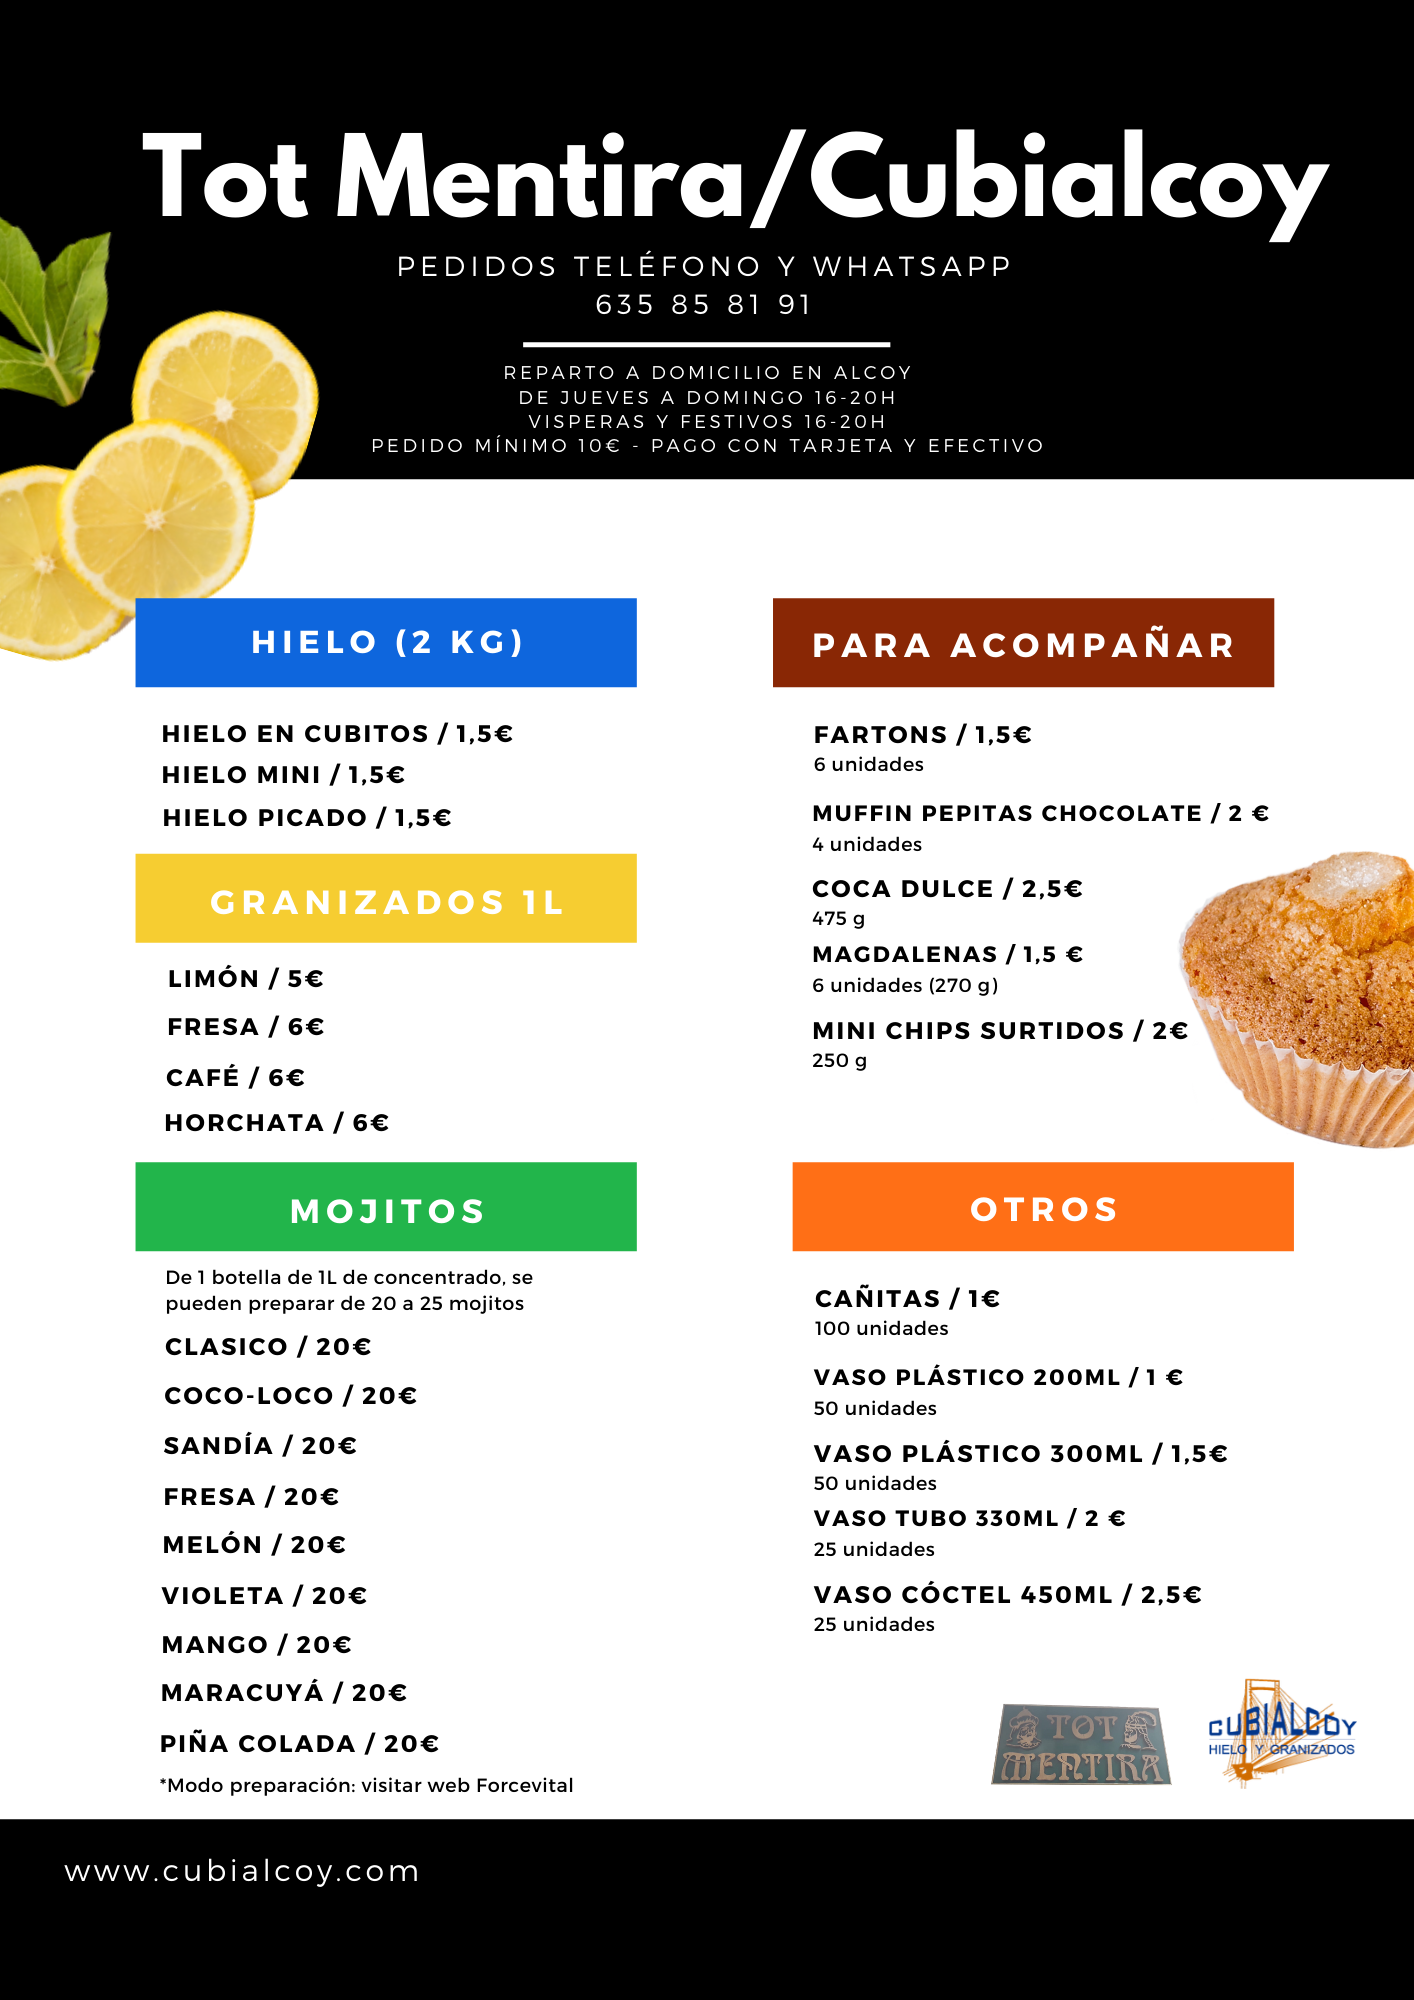 Tot Mentira/Cubialcoy
PEDIDOS TELÉFONO Y WHATSAPP
635 85 81 91
REPARTO A DOMICILIO EN ALCOY
DE JUEVES A DOMINGO 16-20H
VISPERAS Y FESTIVOS 16-20H
PEDIDO MÍNIMO 10€ - PAGO CON TARJETA Y EFECTIVO
HIELO (2 KG)
HIELO EN CUBITOS / 1,5€
HIELO MINI / 1,5€
HIELO PICADO / 1,5€
GRANIZADOS 1L
LIMÓN / 5€
FRESA / 6€
CAFÉ / 6€
HORCHATA / 6€
MOJITOS
De 1 botella de 1L de concentrado, se
pueden preparar de 20 a 25 mojitos
CLASICO / 20€
COCO-LOCO / 20€
SANDÍA / 20€
FRESA / 20€
MELÓN / 20€
VIOLETA / 20€
MANGO / 20€
MARACUYÁ / 20€
PIÑA COLADA / 20€
*Modo preparación: visitar web Forcevital
PARA ACOMPAÑAR
FARTONS / 1,5€
6 unidades
MUFFIN PEPITAS CHOCOLATE / 2 €
4 unidades
COCA DULCE / 2,5€
475 g
MAGDALENAS / 1,5 €
6 unidades (270 g)
MINI CHIPS SURTIDOS / 2€
250 g
OTROS
CAÑITAS / 1€
100 unidades
VASO PLÁSTICO 200ML / 1 €
50 unidades
VASO PLÁSTICO 300ML / 1,5€
50 unidades
VASO TUBO 330ML / 2 €
25 unidades
VASO CÓCTEL 450ML / 2,5€
25 unidades
TOT
MENTIRA
CUBIALCOY
HIELO Y GRANIZADOS
www.cubialcoy.com